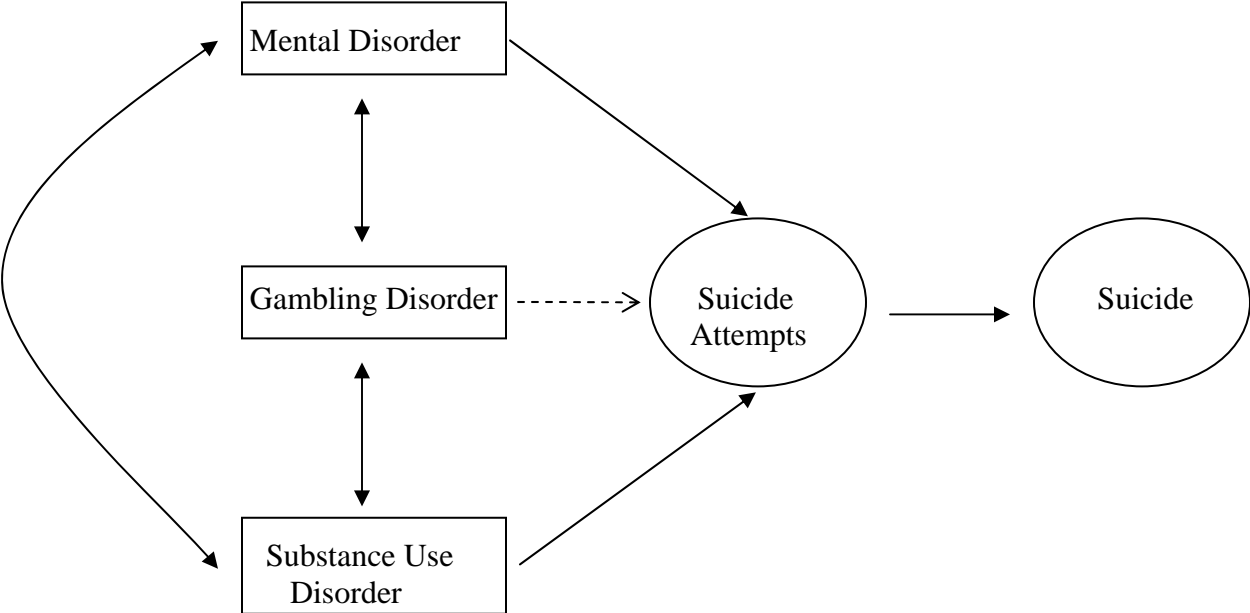 Mental Disorder
Gambling Disorder
Suicide
Attempts
Suicide
Substance Use
Disorder